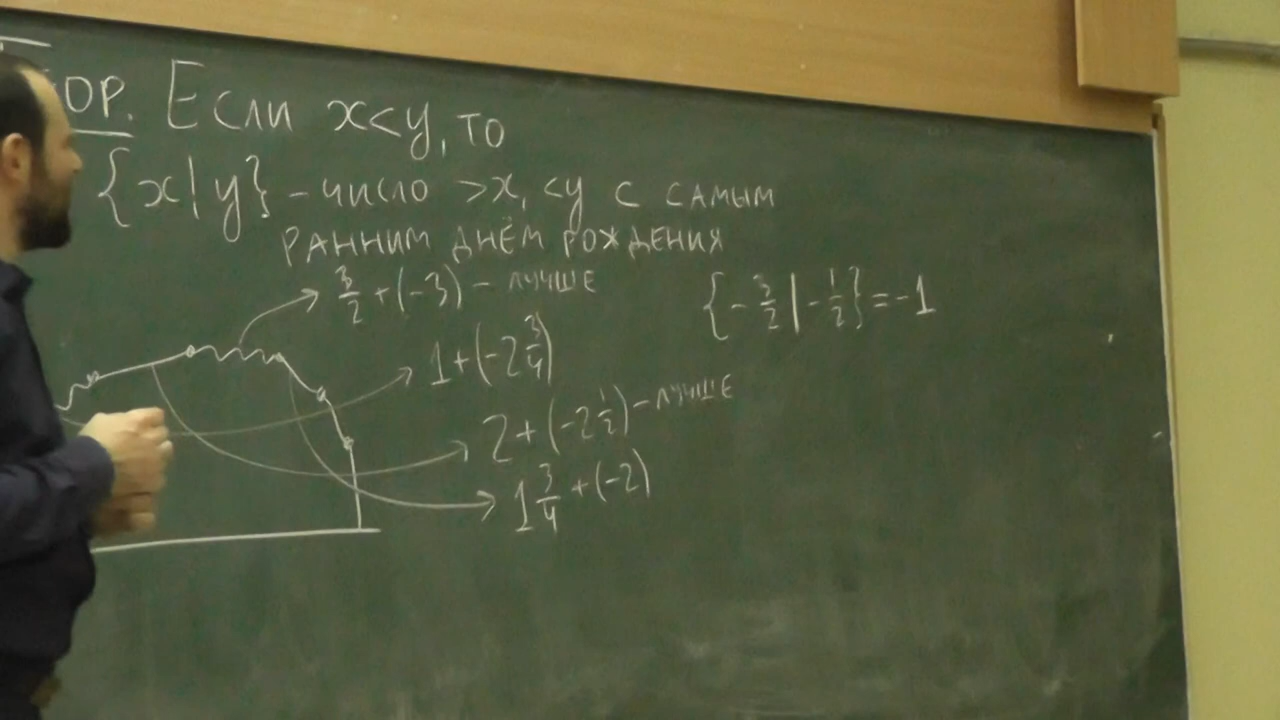 ОР. Если x<y, то
{x|y} - число >x, <y с самым
ранним днём рождения
3/2 + (-3) - лучше
{-3/2 | -1/2} = -1
1 + (-2 3/4)
2 + (-2 1/2) - лучше
1 3/4 + (-2)